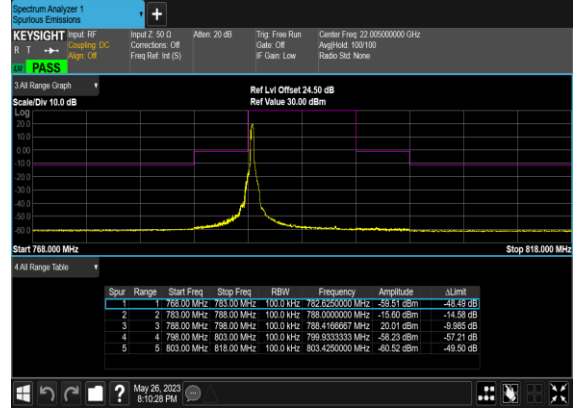 Spectrum Analyzer 1
Spurious Emissions
KEYSIGHT Input: RF Input Z: 50 Ω Atten: 20 dB Trig: Free Run Center Freq: 22.005000000 GHz
R T Coupling: DC Corrections: Off Gate: Off Avg|Hold: 100/100
Align: Off Freq Ref: Int (S) IF Gain: Low Radio Std: None
PASS
3 All Range Graph
Ref Lvl Offset 24.50 dB
Scale/Div 10.0 dB Ref Value 30.00 dBm
Log
20.0
10.0
0.00
-10.0
-20.0
-30.0
-40.0
-50.0
-60.0
Start 768.000 MHz Stop 818.000 MHz
4 All Range Table
Spur Range Start Freq Stop Freq RBW Frequency Amplitude ΔLimit
1 1 768.00 MHz 783.00 MHz 100.0 kHz 782.6250000 MHz -59.51 dBm -48.49 dB
2 2 783.00 MHz 788.00 MHz 100.0 kHz 788.0000000 MHz -15.60 dBm -14.58 dB
3 3 788.00 MHz 798.00 MHz 100.0 kHz 788.4166667 MHz 20.01 dBm -9.985 dB
4 4 798.00 MHz 803.00 MHz 100.0 kHz 799.9333333 MHz -58.23 dBm -57.21 dB
5 5 803.00 MHz 818.00 MHz 100.0 kHz 803.4250000 MHz -60.52 dBm -49.50 dB
? May 26, 2023
8:10:28 PM